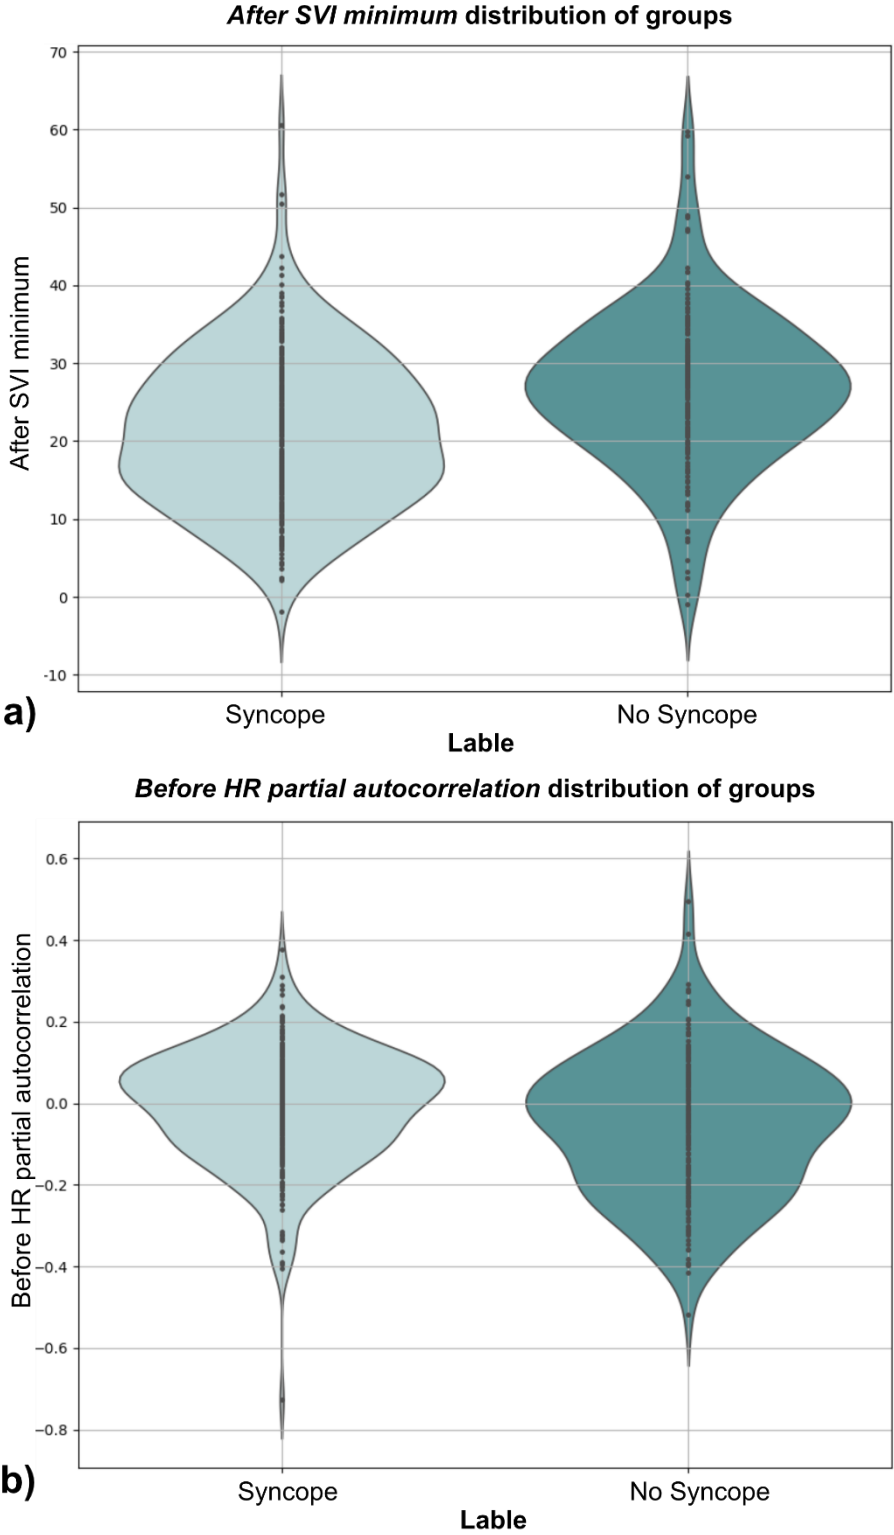 After SVI minimum distribution of groups
70
60
50
40
30
20
10
0
-10
After SVI minimum
a)
Syncope
No Syncope
Lable
Before HR partial autocorrelation distribution of groups
0.6
0.4
0.2
0.0
−0.2
−0.4
−0.6
−0.8
Before HR partial autocorrelation
b)
Syncope
No Syncope
Lable